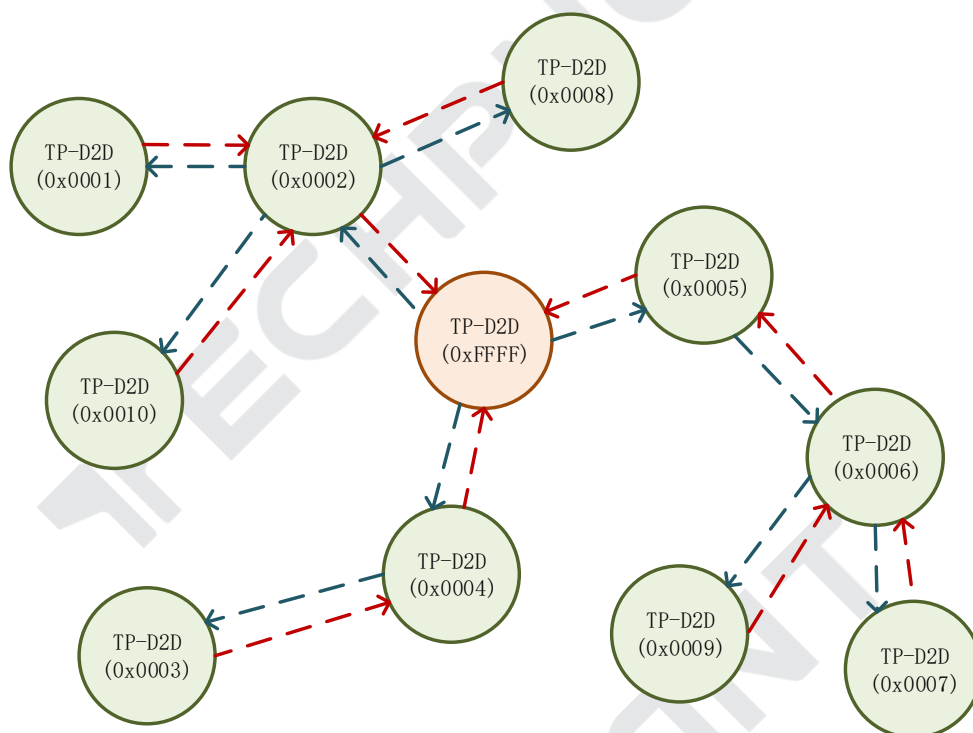 TP-D2D
(0x0008)
TP-D2D
(0x0001)
TP-D2D
(0x0002)
TP-D2D
(0x0005)
TP-D2D
(0xFFFF)
TP-D2D
(0x0010)
TP-D2D
(0x0006)
TP-D2D
(0x0004)
TP-D2D
(0x0009)
TP-D2D
(0x0003)
TP-D2D
(0x0007)